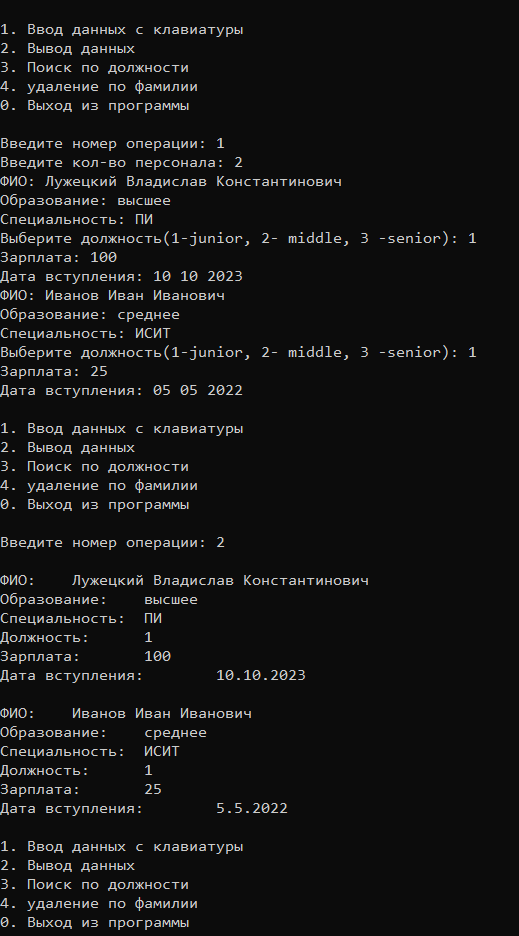 1. Ввод данных с клавиатуры
2. Вывод данных
3. Поиск по должности
4. удаление по фамилии
0. Выход из программы
Введите номер операции: 1
Введите кол-во персонала: 2
ФИО: Лужецкий Владислав Константинович
Образование: высшее
Специальность: ПИ
Выберите должность(1-junior, 2- middle, 3 -senior): 1
Зарплата: 100
Дата вступления: 10 10 2023
ФИО: Иванов Иван Иванович
Образование: среднее
Специальность: ИСИТ
Выберите должность(1-junior, 2- middle, 3 -senior): 1
Зарплата: 25
Дата вступления: 05 05 2022
1. Ввод данных с клавиатуры
2. Вывод данных
3. Поиск по должности
4. удаление по фамилии
0. Выход из программы
Введите номер операции: 2
ФИО: Лужецкий Владислав Константинович
Образование: высшее
Специальность: ПИ
Должность: 1
Зарплата: 100
Дата вступления: 10.10.2023
ФИО: Иванов Иван Иванович
Образование: среднее
Специальность: ИСИТ
Должность: 1
Зарплата: 25
Дата вступления: 5.5.2022
1. Ввод данных с клавиатуры
2. Вывод данных
3. Поиск по должности
4. удаление по фамилии
0. Выход из программы